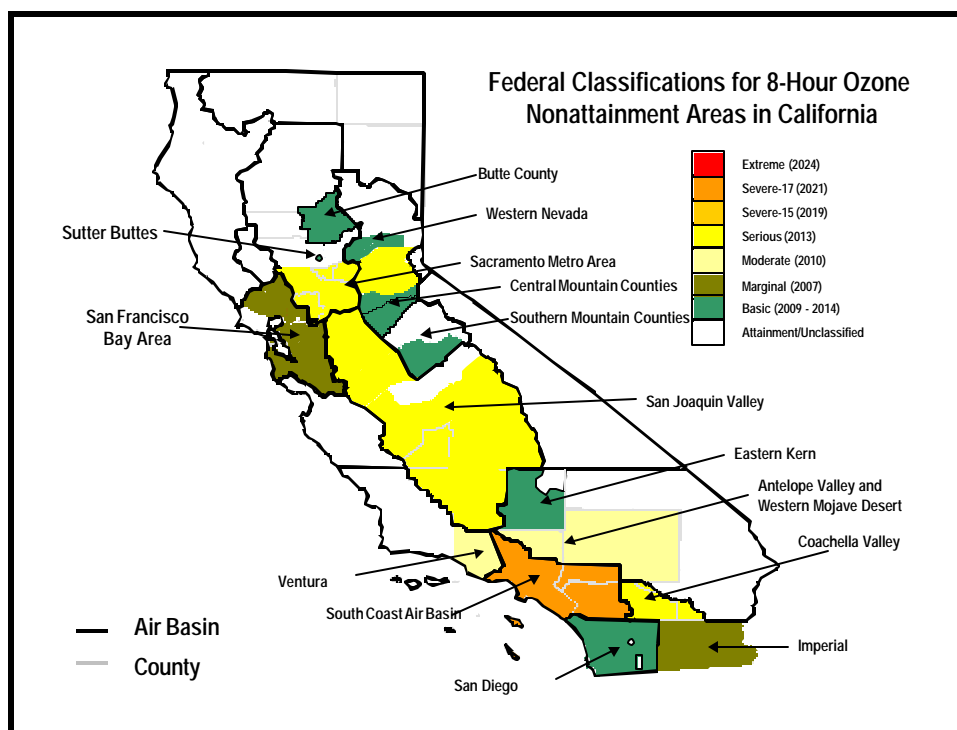 Federal Classifications for 8-Hour Ozone
Nonattainment Areas in California
Extreme (2024)
Severe-17 (2021)
Severe-15 (2019)
Serious (2013)
Moderate (2010)
Marginal (2007)
Basic (2009 - 2014)
Attainment/Unclassified
Butte County
Western Nevada
Sutter Buttes
Sacramento Metro Area
Central Mountain Counties
San Francisco
Bay Area
Southern Mountain Counties
San Joaquin Valley
Eastern Kern
Antelope Valley and
Western Mojave Desert
Coachella Valley
Ventura
South Coast Air Basin
Imperial
San Diego
Air Basin
County